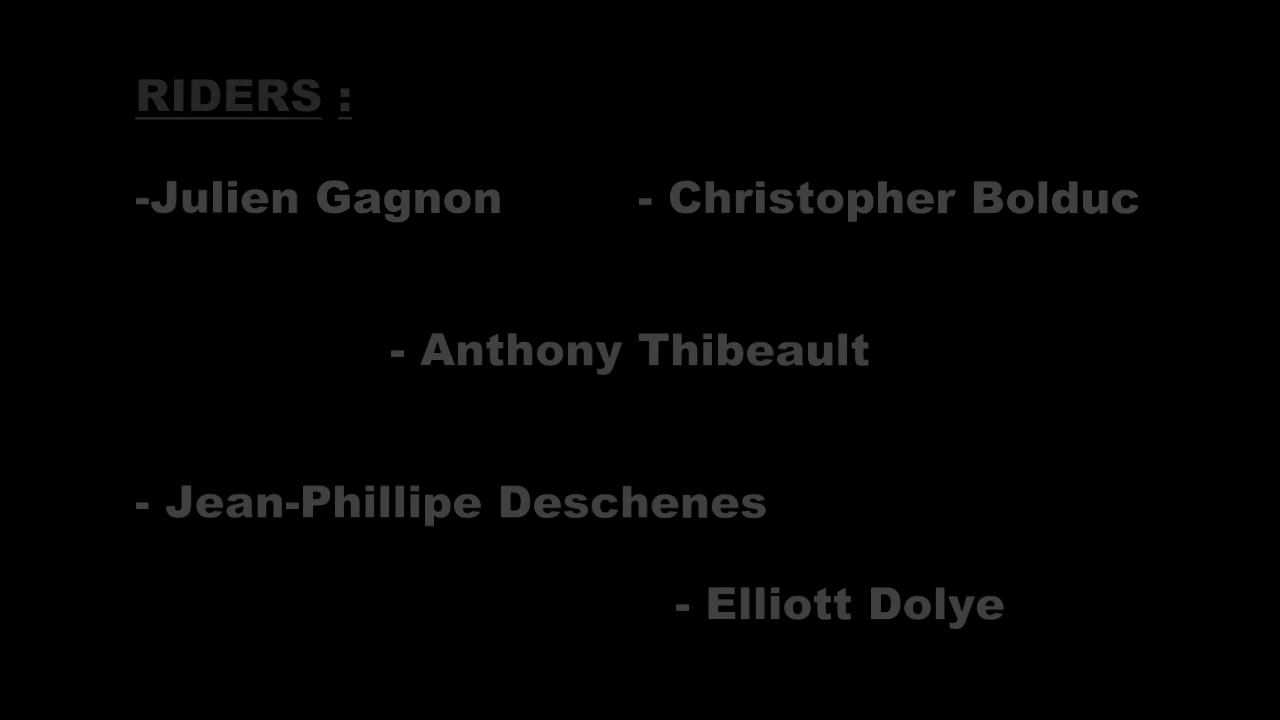 RIDERS :
-Julien Gagnon - Christopher Bolduc
- Anthony Thibeault
- Jean-Phillipe Deschenes
- Elliott Dolye